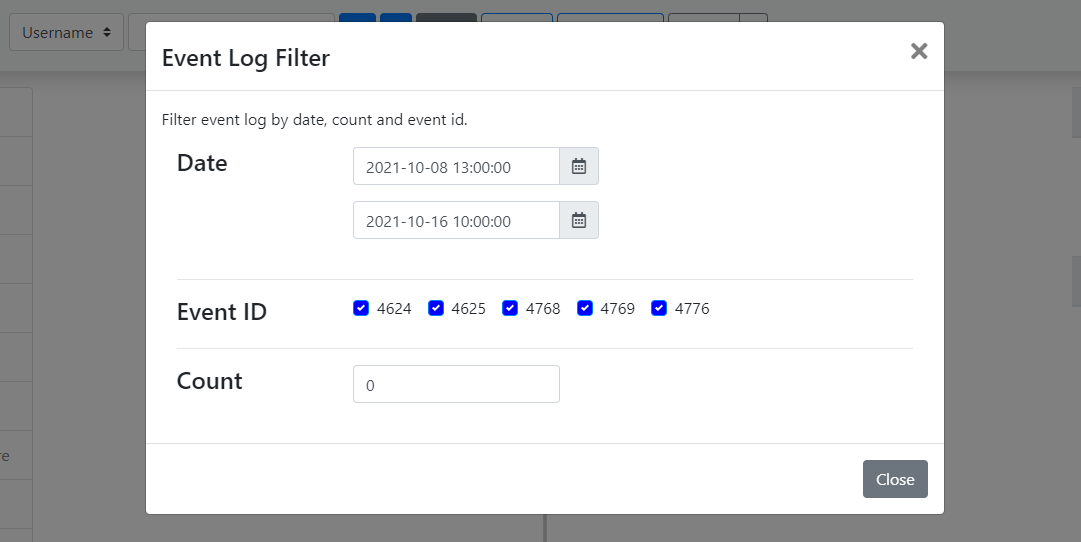 Username
Event Log Filter
Filter event log by date, count and event id.
Date
2021-10-08 13:00:00
2021-10-16 10:00:00
Event ID
4624 4625 4768 4769 4776
Count
0
Close